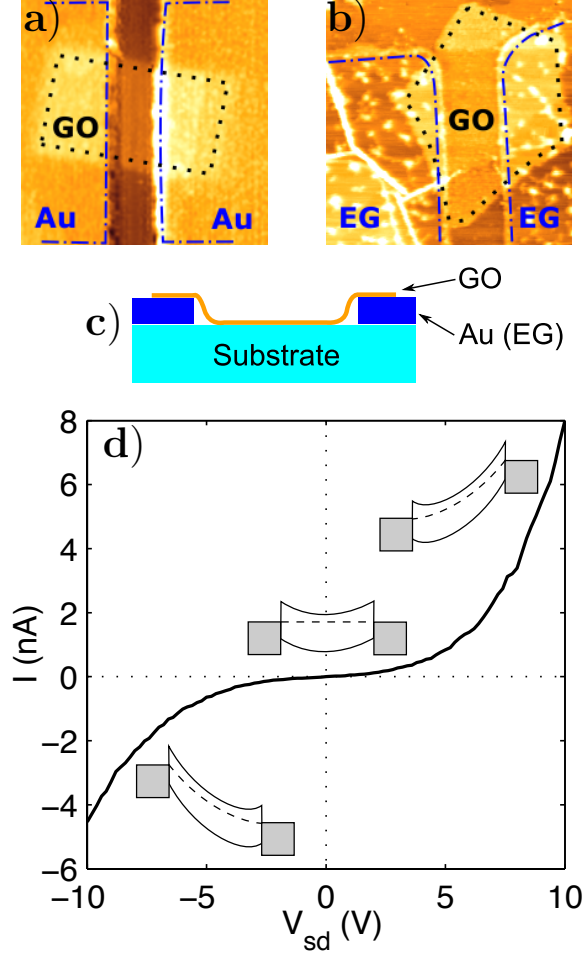 a)
GO
Au
Au
b)
GO
EG
EG
c)
GO
Au (EG)
Substrate
d)
8
6
4
2
0
−2
−4
−6
I (nA)
−10
−5
0
5
10
V_sd (V)